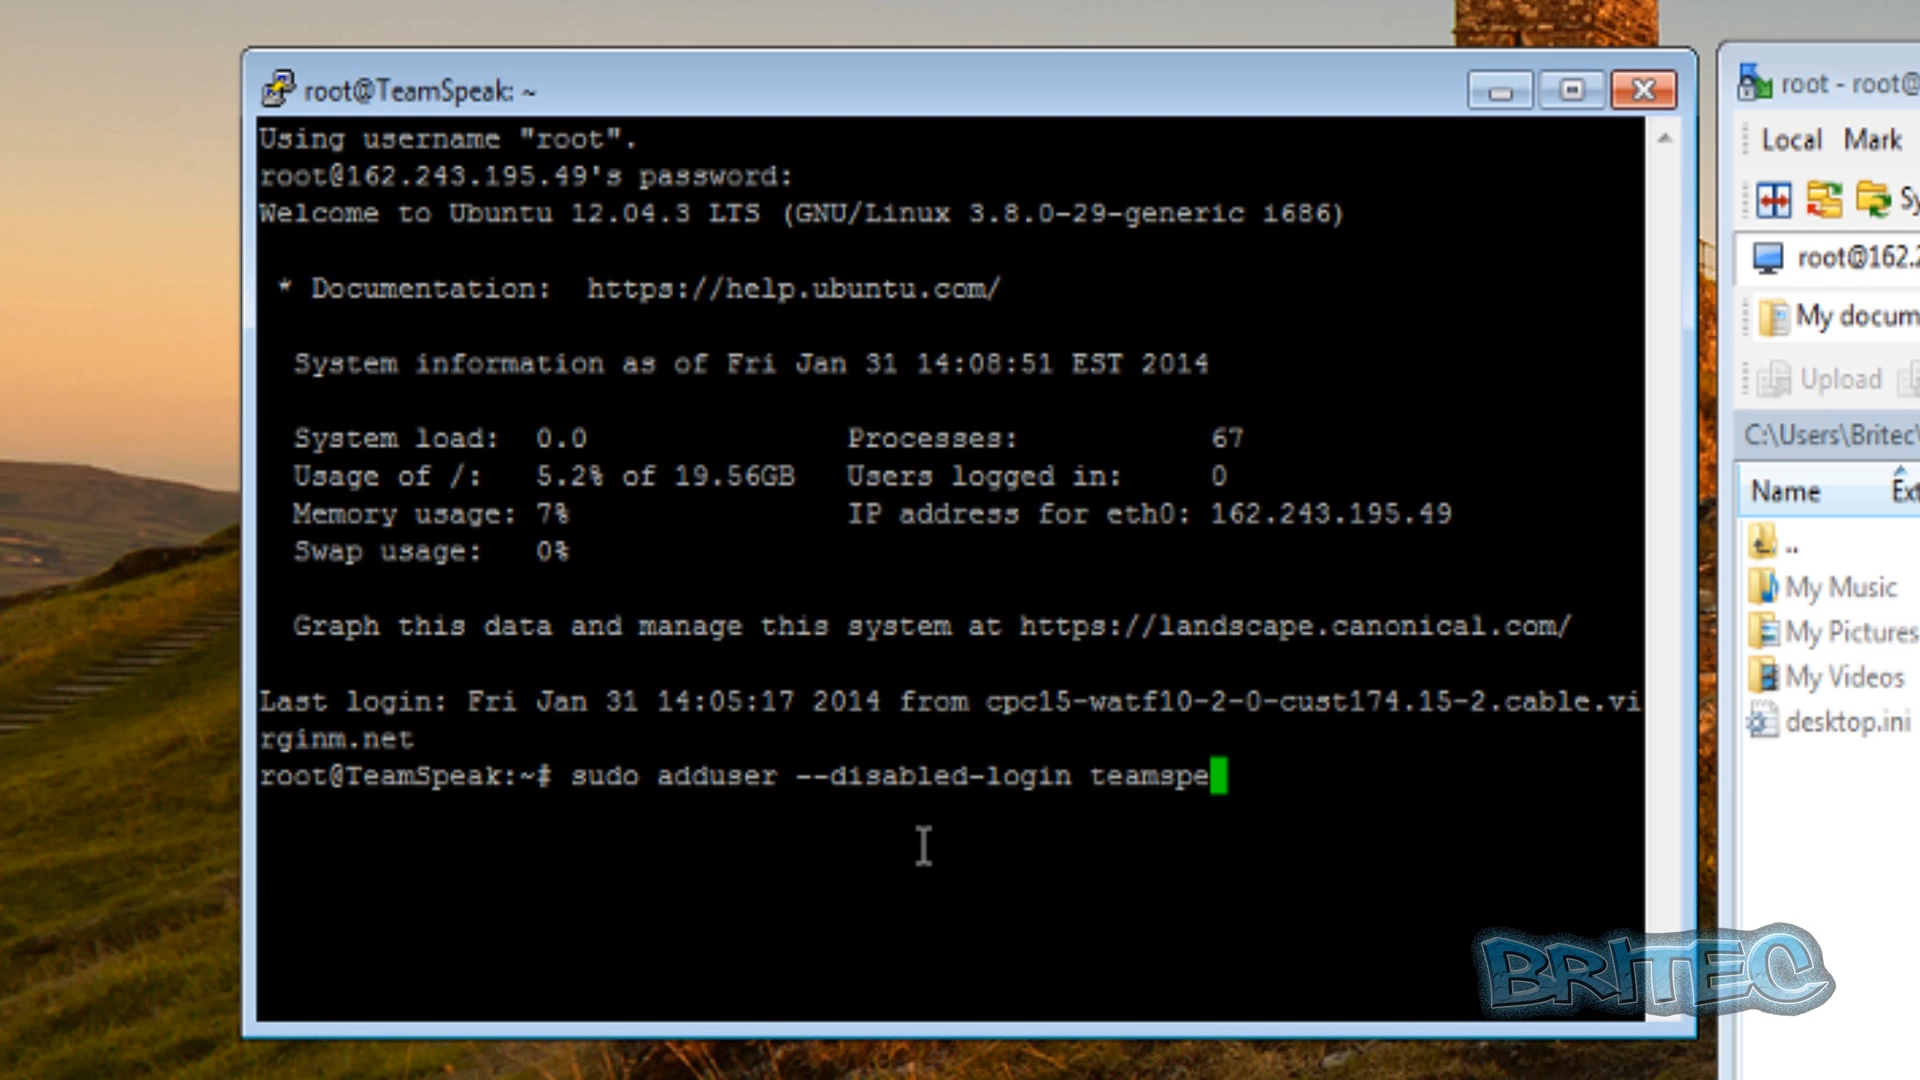 root@TeamSpeak: ~
Using username "root".
root@162.243.195.49's password:
Welcome to Ubuntu 12.04.3 LTS (GNU/Linux 3.8.0-29-generic i686)
* Documentation:  https://help.ubuntu.com/
System information as of Fri Jan 31 14:08:51 EST 2014
System load:  0.0 Processes: 67
Usage of /:   5.2% of 19.56GB Users logged in: 0
Memory usage: 7% IP address for eth0: 162.243.195.49
Swap usage:   0%
Graph this data and manage this system at https://landscape.canonical.com/
Last login: Fri Jan 31 14:05:17 2014 from cpc15-watf10-2-0-cust174.15-2.cable.vi
rginm.net
root@TeamSpeak:~# sudo adduser --disabled-login teamspe
root - root@
Local Mark
Sy
root@162.2
My docum
Upload
C:\Users\Britec\
Name Ext
..
My Music
My Pictures
My Videos
desktop.ini
BRITEC